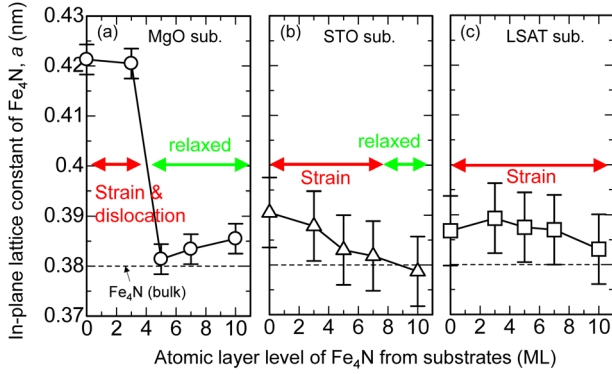 In-plane lattice constant of Fe₄N, a (nm)
0.43
0.42
0.41
0.4
0.39
0.38
0.37
(a) MgO sub.
relaxed
Strain &
dislocation
Fe₄N (bulk)
0 2 4 6 8 10
(b) STO sub.
relaxed
Strain
0 2 4 6 8 10
(c) LSAT sub.
Strain
0 2 4 6 8 10
Atomic layer level of Fe₄N from substrates (ML)